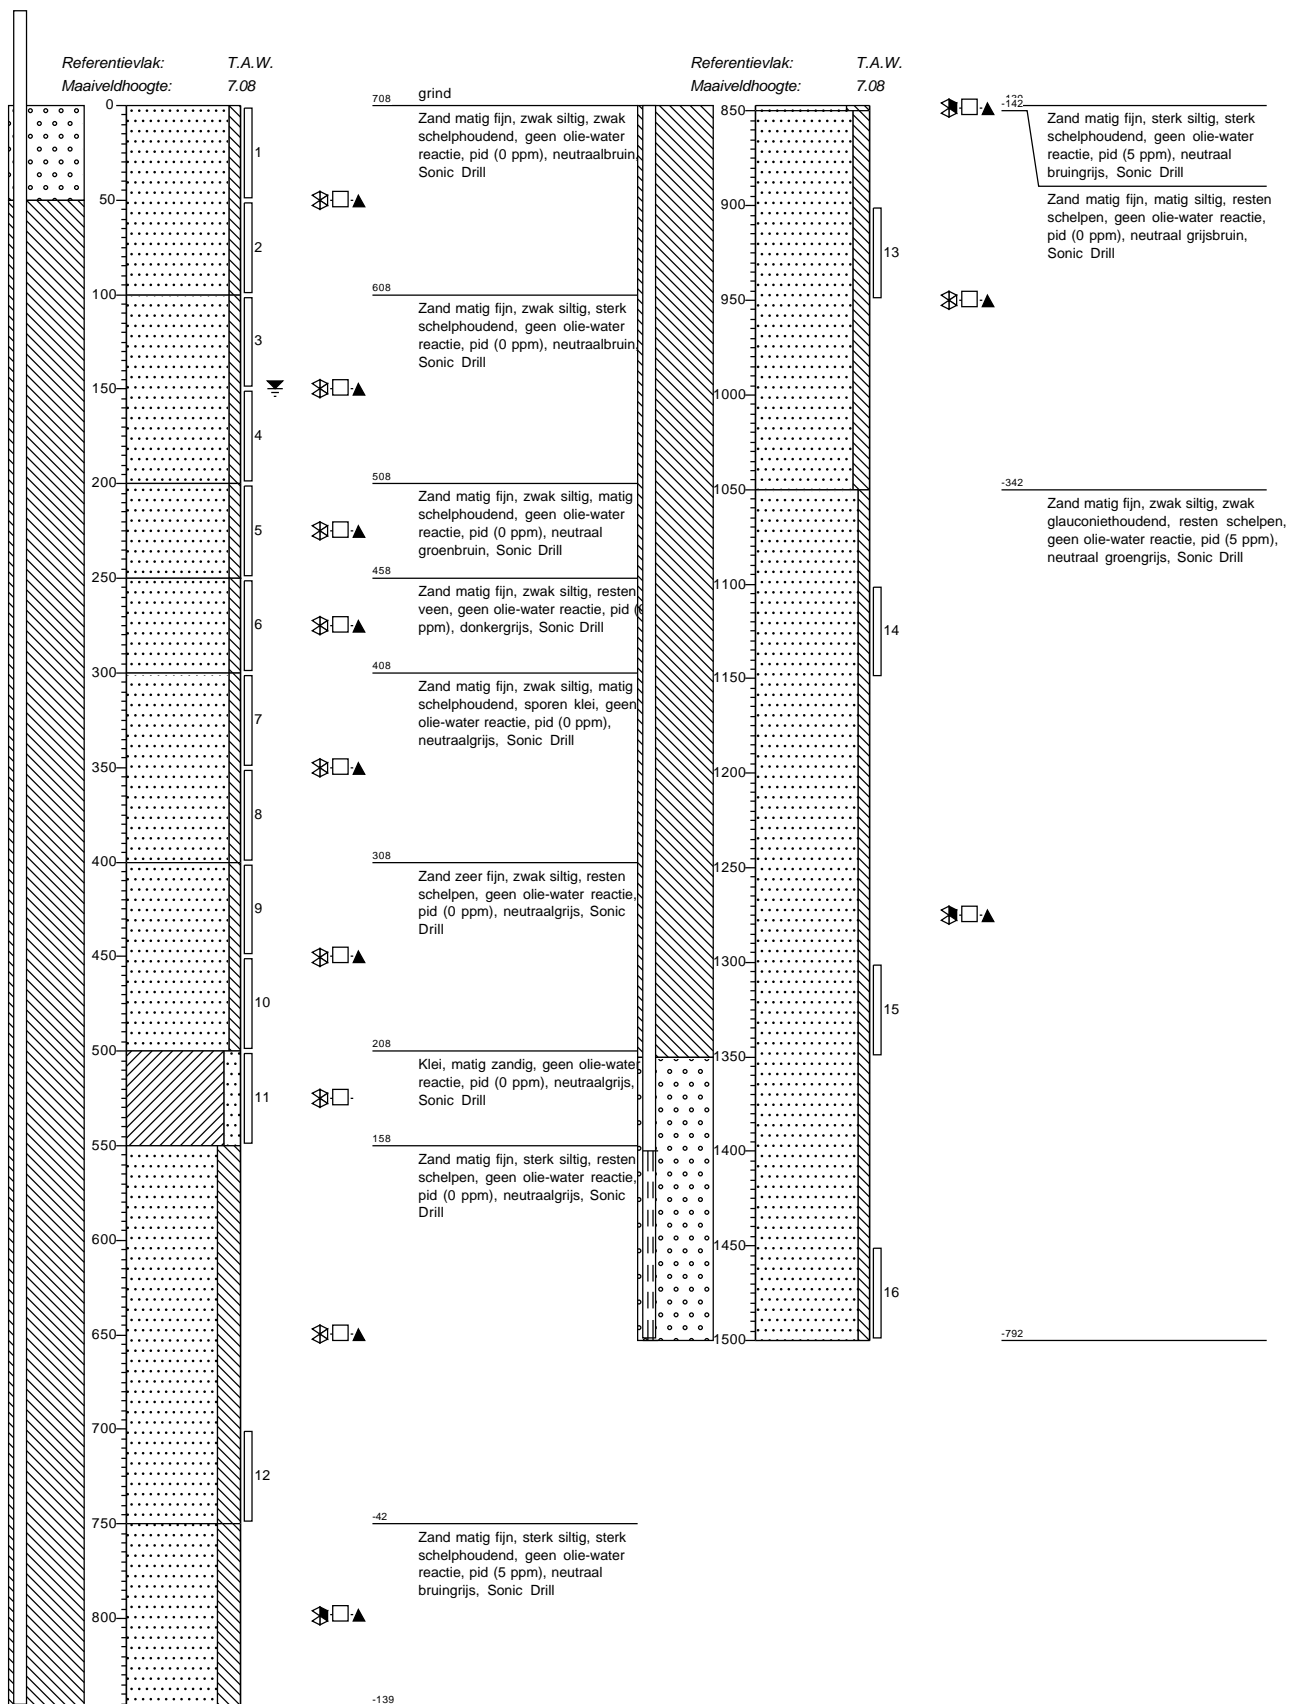 Referentievlak: T.A.W.
Maaiveldhoogte: 7.08
0
50
100
150
200
250
300
350
400
450
500
550
600
650
700
750
800
1
2
3
4
5
6
7
8
9
10
11
12
708
grind
Zand matig fijn, zwak siltig, zwak
schelphoudend, geen olie-water
reactie, pid (0 ppm), neutraalbruin,
Sonic Drill
608
Zand matig fijn, zwak siltig, sterk
schelphoudend, geen olie-water
reactie, pid (0 ppm), neutraalbruin,
Sonic Drill
508
Zand matig fijn, zwak siltig, matig
schelphoudend, geen olie-water
reactie, pid (0 ppm), neutraal
groenbruin, Sonic Drill
458
Zand matig fijn, zwak siltig, resten
veen, geen olie-water reactie, pid (
ppm), donkergrijs, Sonic Drill
408
Zand matig fijn, zwak siltig, matig
schelphoudend, sporen klei, geen
olie-water reactie, pid (0 ppm),
neutraalgrijs, Sonic Drill
308
Zand zeer fijn, zwak siltig, resten
schelpen, geen olie-water reactie,
pid (0 ppm), neutraalgrijs, Sonic
Drill
208
Klei, matig zandig, geen olie-water
reactie, pid (0 ppm), neutraalgrijs,
Sonic Drill
158
Zand matig fijn, sterk siltig, resten
schelpen, geen olie-water reactie,
pid (0 ppm), neutraalgrijs, Sonic
Drill
-42
Zand matig fijn, sterk siltig, sterk
schelphoudend, geen olie-water
reactie, pid (5 ppm), neutraal
bruingrijs, Sonic Drill
-139
Referentievlak: T.A.W.
Maaiveldhoogte: 7.08
850
900
950
1000
1050
1100
1150
1200
1250
1300
1350
1400
1450
1500
13
14
15
16
-142
Zand matig fijn, sterk siltig, sterk
schelphoudend, geen olie-water
reactie, pid (5 ppm), neutraal
bruingrijs, Sonic Drill
Zand matig fijn, matig siltig, resten
schelpen, geen olie-water reactie,
pid (0 ppm), neutraal grijsbruin,
Sonic Drill
-342
Zand matig fijn, zwak siltig, zwak
glauconiethoudend, resten schelpen,
geen olie-water reactie, pid (5 ppm),
neutraal groengrijs, Sonic Drill
-792